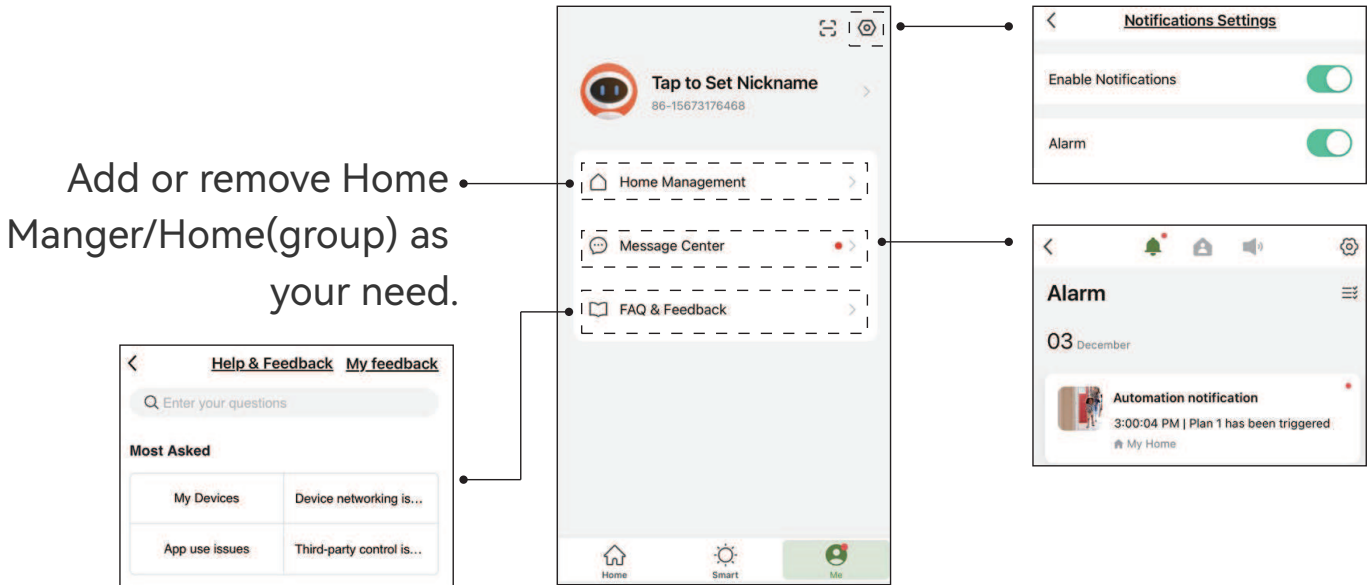 Add or remove Home
Manger/Home(group) as
your need.
Help & Feedback My feedback
Enter your questions
Most Asked
My Devices
Device networking is...
App use issues
Third-party control is...
Tap to Set Nickname
86-15673176468
Home Management
Message Center
FAQ & Feedback
Home
Smart
Me
Notifications Settings
Enable Notifications
Alarm
Alarm
03 December
Automation notification
3:00:04 PM | Plan 1 has been triggered
My Home